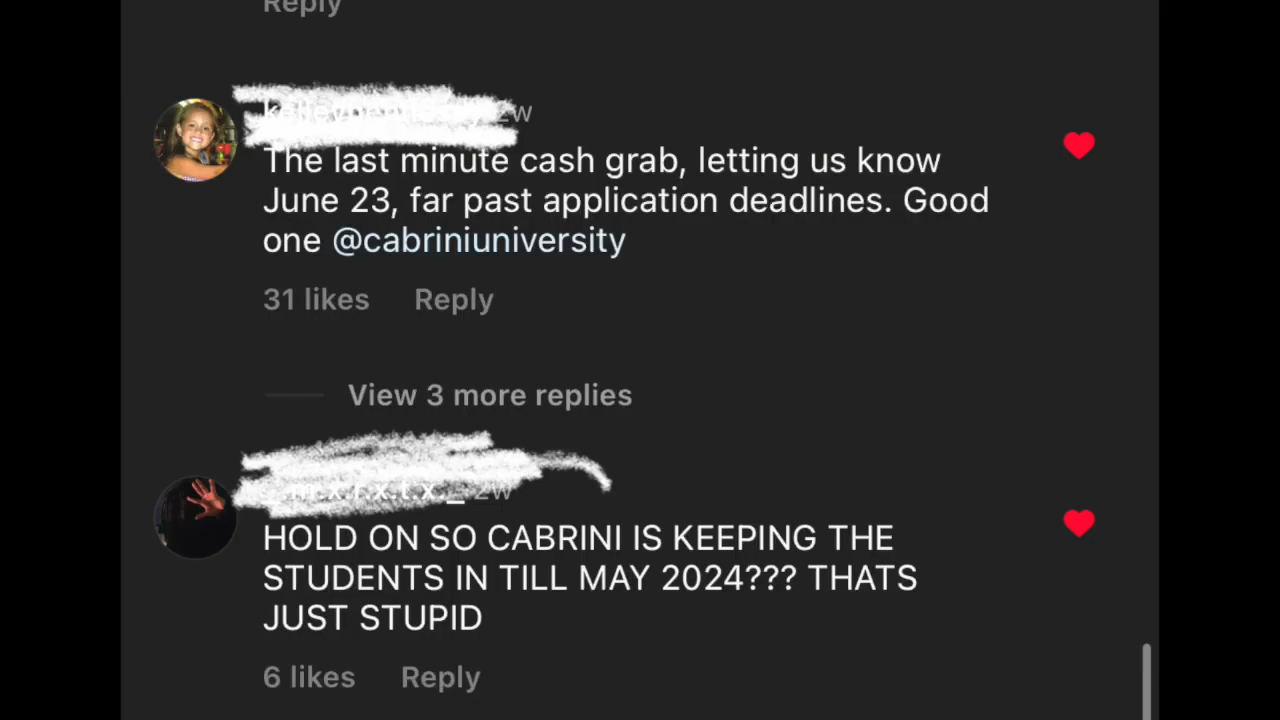 Reply
2w
The last minute cash grab, letting us know
June 23, far past application deadlines. Good
one @cabriniuniversity
31 likes Reply
View 3 more replies
2w
HOLD ON SO CABRINI IS KEEPING THE
STUDENTS IN TILL MAY 2024??? THATS
JUST STUPID
6 likes Reply